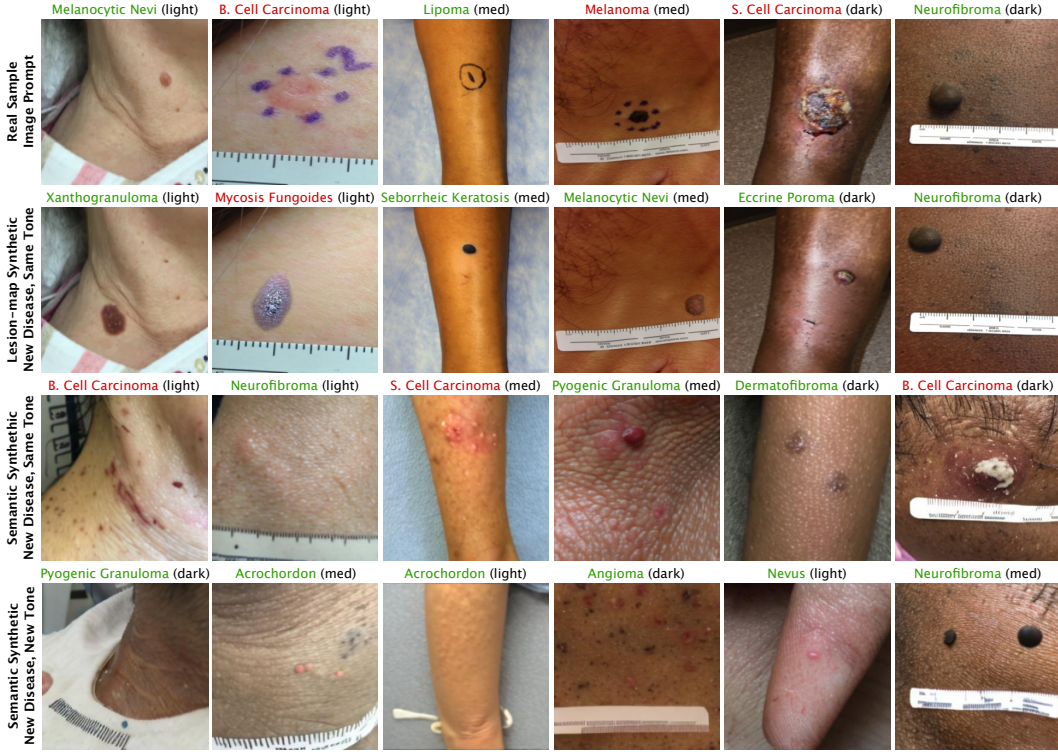 Melanocytic Nevi (light)
B. Cell Carcinoma (light)
Lipoma (med)
Melanoma (med)
S. Cell Carcinoma (dark)
Neurofibroma (dark)
Real Sample
Image Prompt
Xanthogranuloma (light)
Mycosis Fungoides (light)
Seborrheic Keratosis (med)
Melanocytic Nevi (med)
Eccrine Poroma (dark)
Neurofibroma (dark)
Lesion-map Synthetic
New Disease, Same Tone
B. Cell Carcinoma (light)
Neurofibroma (light)
S. Cell Carcinoma (med)
Pyogenic Granuloma (med)
Dermatofibroma (dark)
B. Cell Carcinoma (dark)
Semantic Synthethic
New Disease, Same Tone
Pyogenic Granuloma (dark)
Acrochordon (med)
Acrochordon (light)
Angioma (dark)
Nevus (light)
Neurofibroma (med)
Semantic Synthetic
New Disease, New Tone